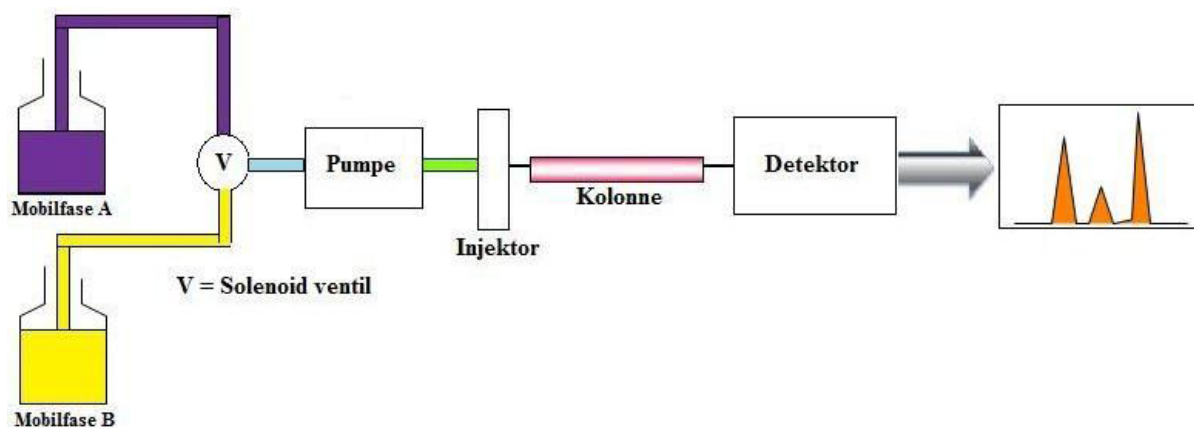 Mobilfase A
V
Pumpe
Injektor
Kolonne
Detektor
V = Solenoid ventil
Mobilfase B